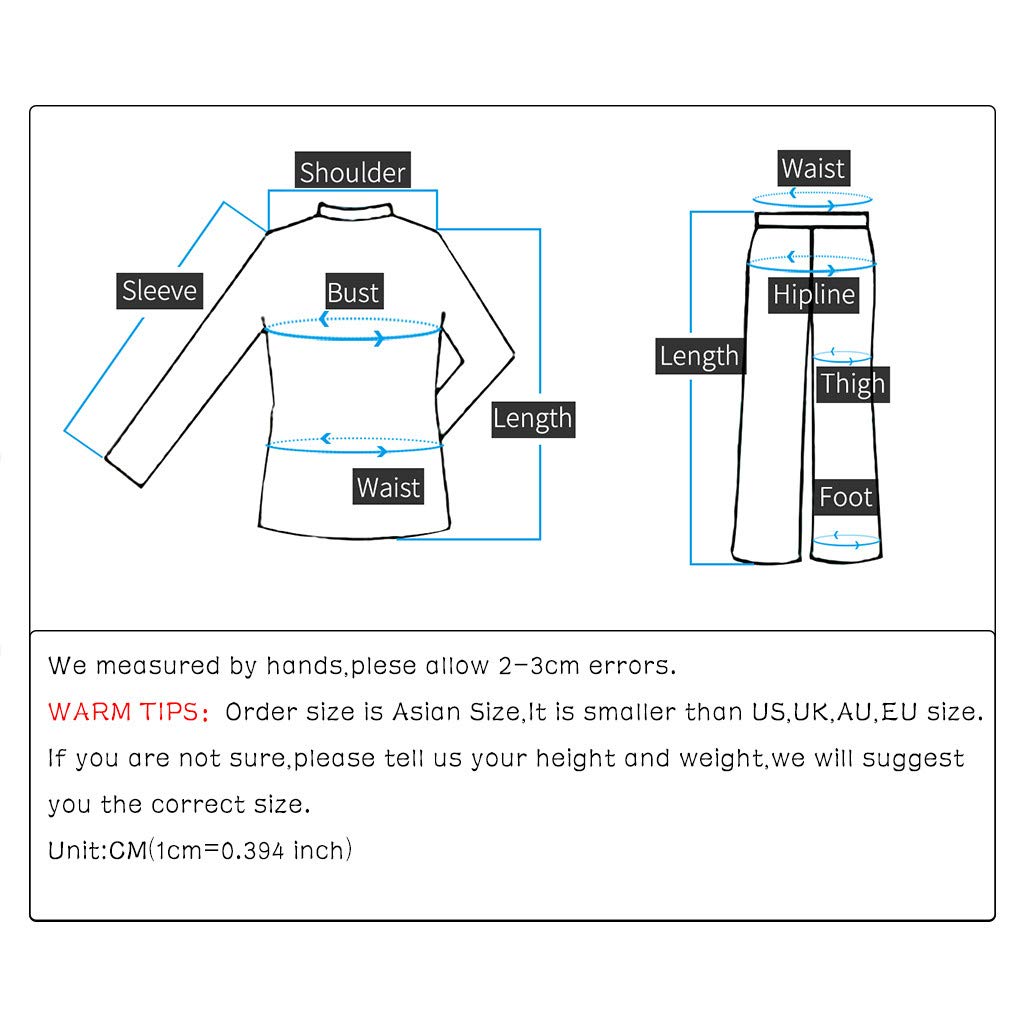 Shoulder
Waist
Sleeve
Bust
Hipline
Length
Thigh
Length
Waist
Foot
We measured by hands,plese allow 2-3cm errors.
WARM TIPS: Order size is Asian Size,It is smaller than US,UK,AU,EU size.
If you are not sure,please tell us your height and weight,we will suggest
you the correct size.
Unit:CM(1cm=0.394 inch)